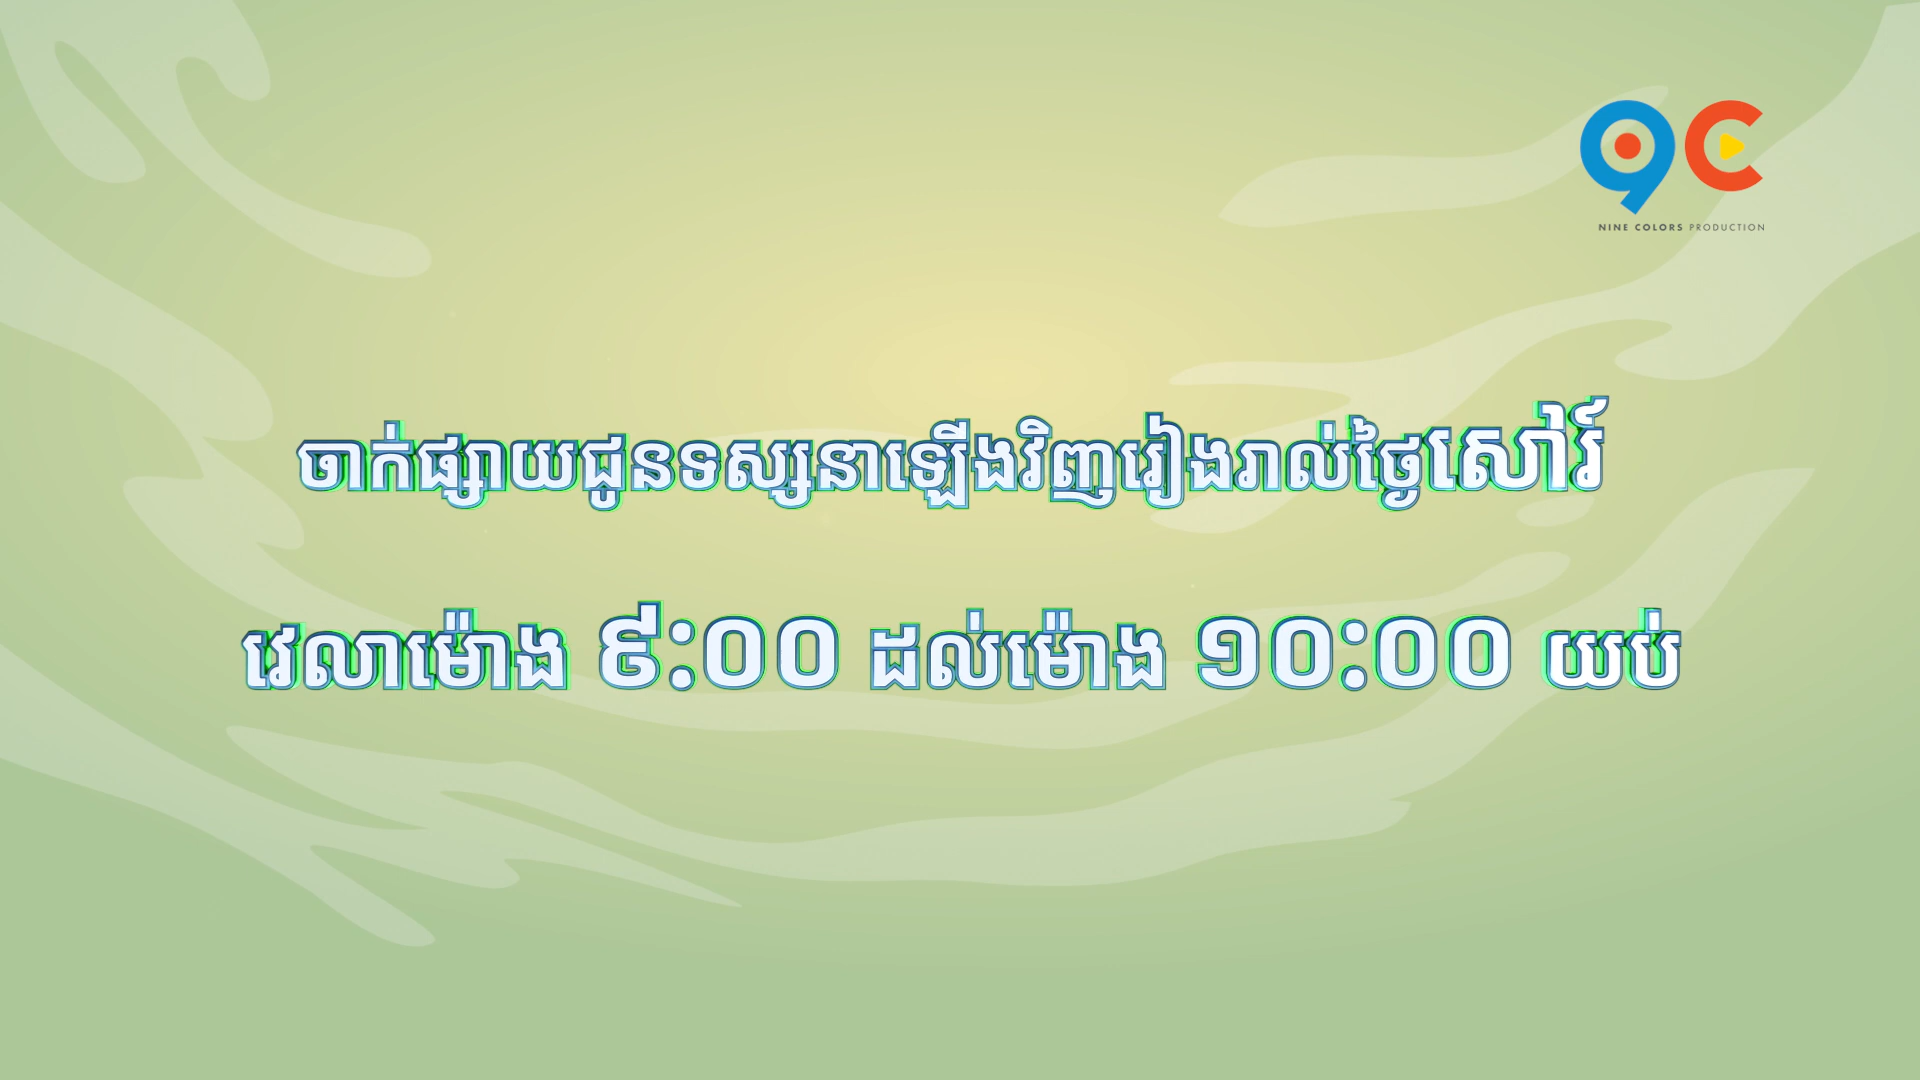 9C
NINE COLORS PRODUCTION
ចាក់ផ្សាយជូនទស្សនាឡើងវិញរៀងរាល់ថ្ងៃសៅរ៍
វេលាម៉ោង ៩:០០ ដល់ម៉ោង ១០:០០ យប់